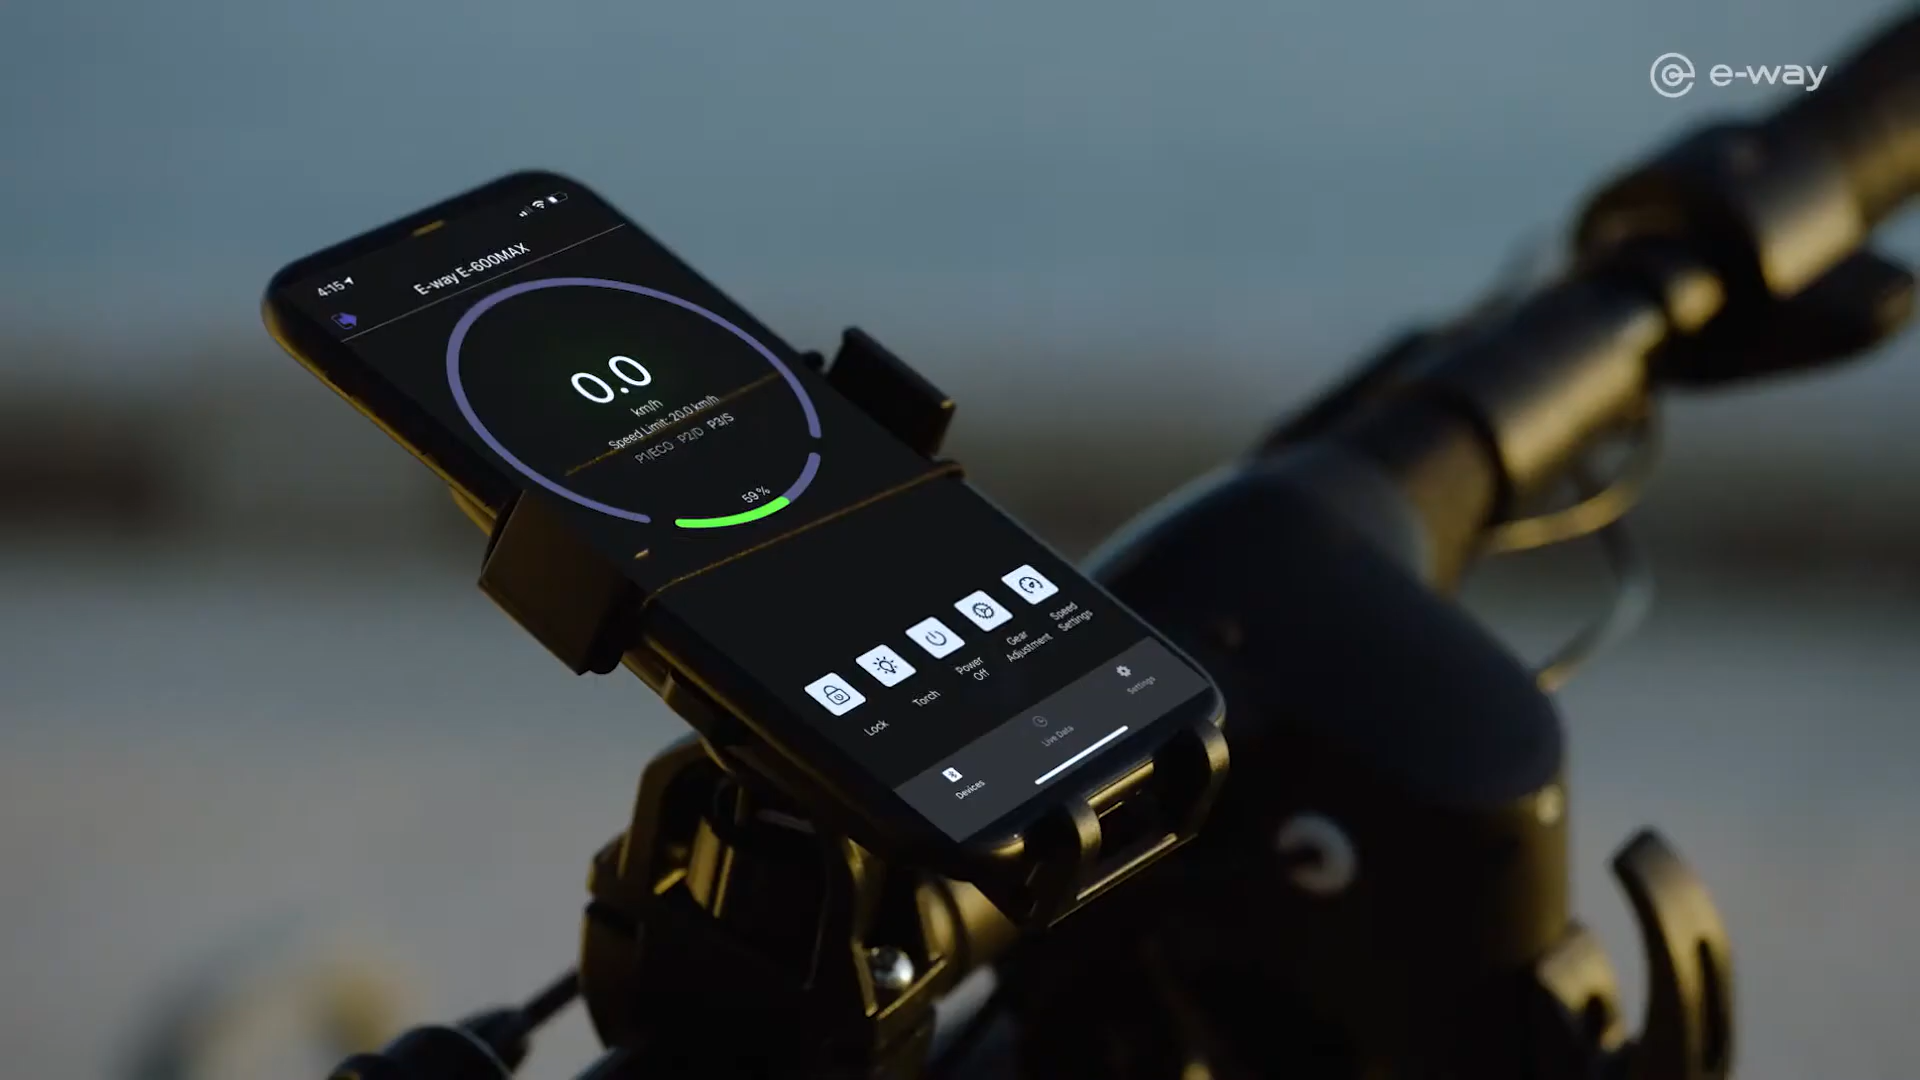 e-way
4:15
E-way E-600MAX
0.0
km/h
Speed Limit: 20.0 km/h
P1/ECO P2/D P3/S
59 %
Lock
Torch
Power
Off
Gear
Adjustment
Speed
Settings
Devices
Live Data
Settings